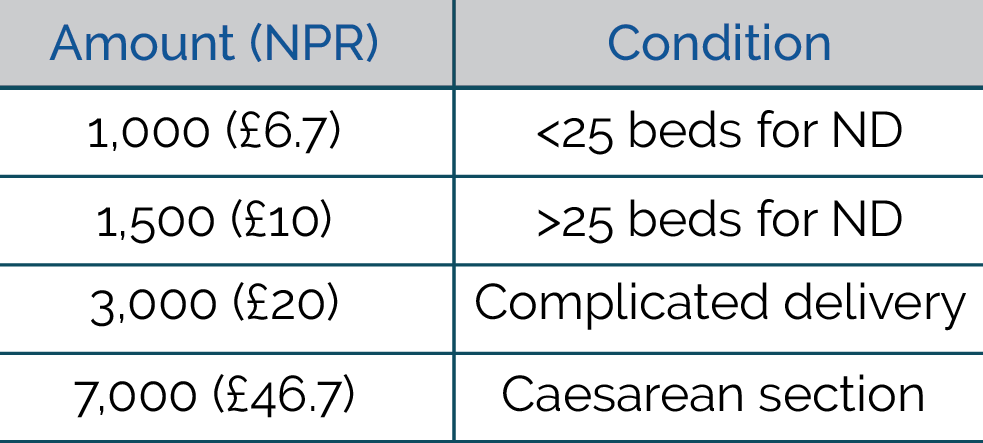 Amount (NPR) Condition
1,000 (£6.7) <25 beds for ND
1,500 (£10) >25 beds for ND
3,000 (£20) Complicated delivery
7,000 (£46.7) Caesarean section